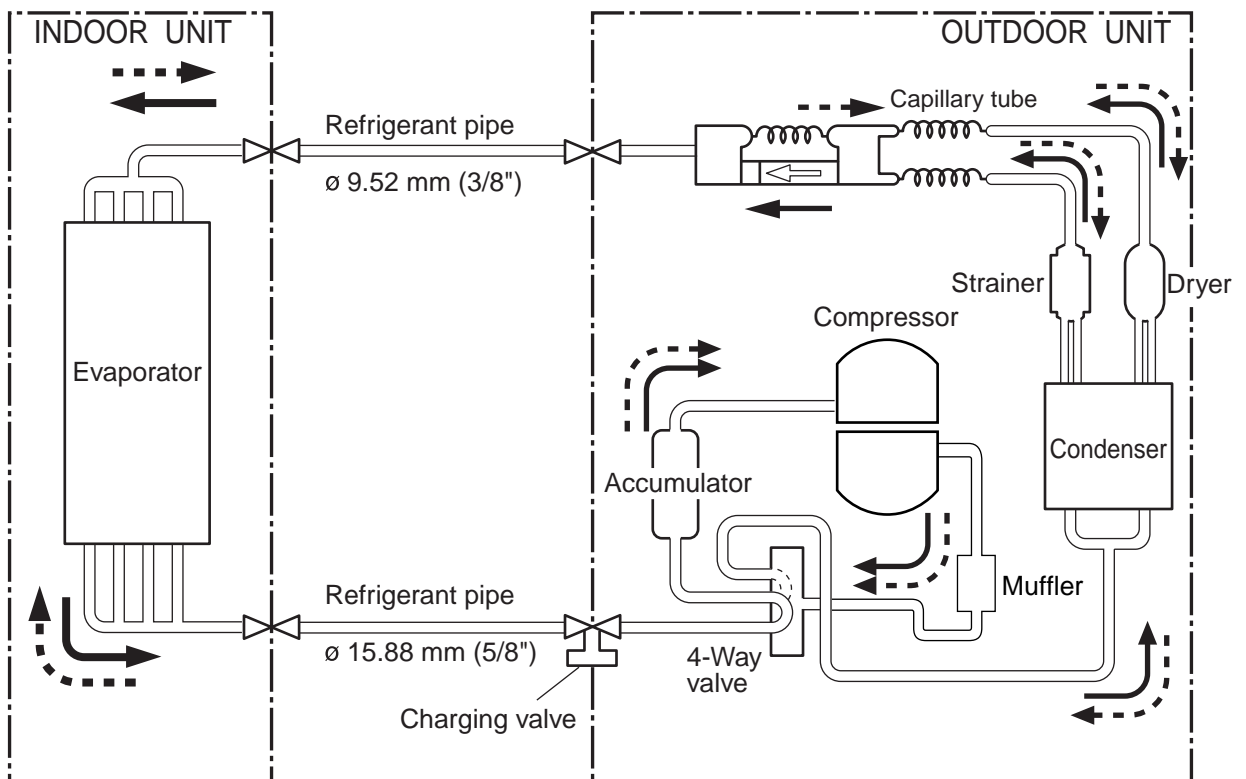 INDOOR UNIT
OUTDOOR UNIT
Capillary tube
Refrigerant pipe
ø 9.52 mm (3/8")
Strainer
Dryer
Compressor
Evaporator
Condenser
Accumulator
Refrigerant pipe
ø 15.88 mm (5/8")
Muffler
4-Way
valve
Charging valve